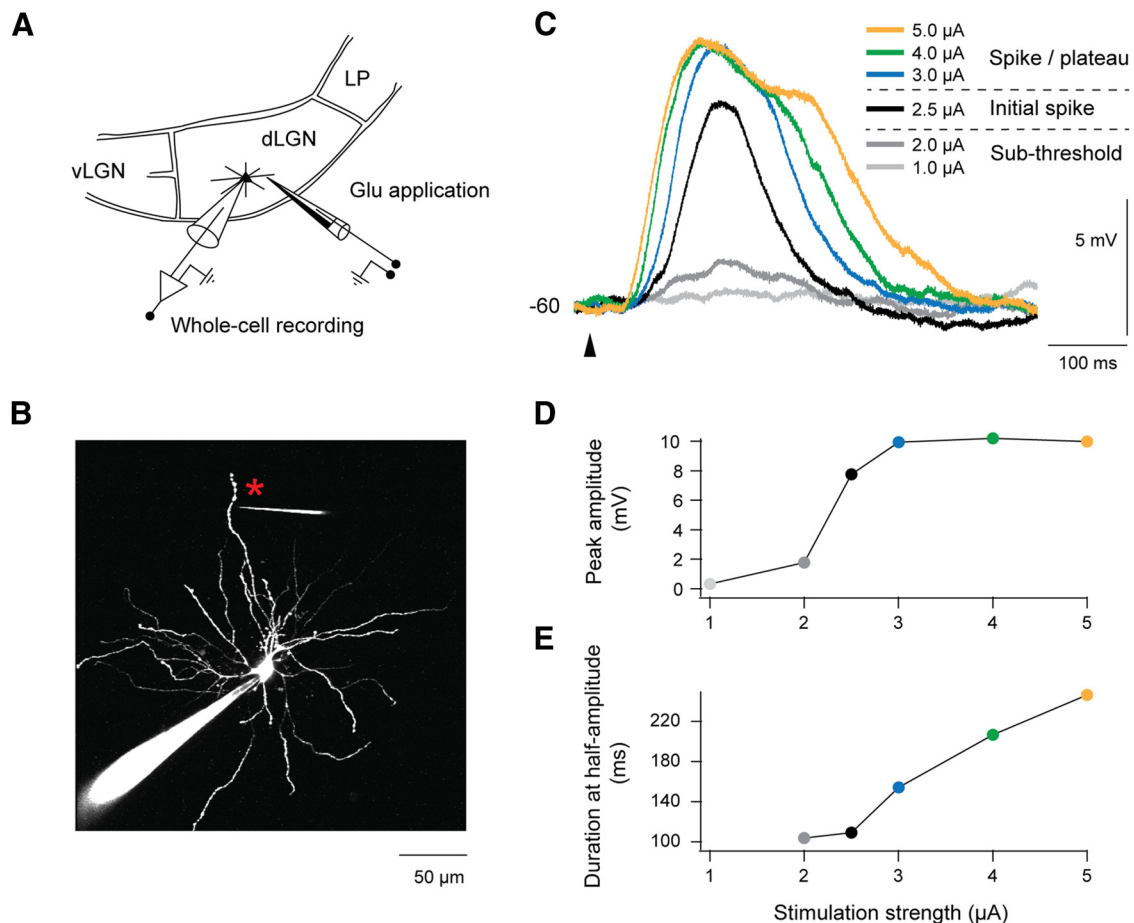 A
LP
dLGN
vLGN
Glu application
Whole-cell recording
B
*
50 µm
C
5.0 µA
4.0 µA
3.0 µA
Spike / plateau
2.5 µA
Initial spike
2.0 µA
1.0 µA
Sub-threshold
5 mV
-60
100 ms
D
Peak amplitude
(mV)
10
8
6
4
2
0
1 2 3 4 5
E
Duration at half-amplitude
(ms)
220
180
140
100
1 2 3 4 5
Stimulation strength (µA)